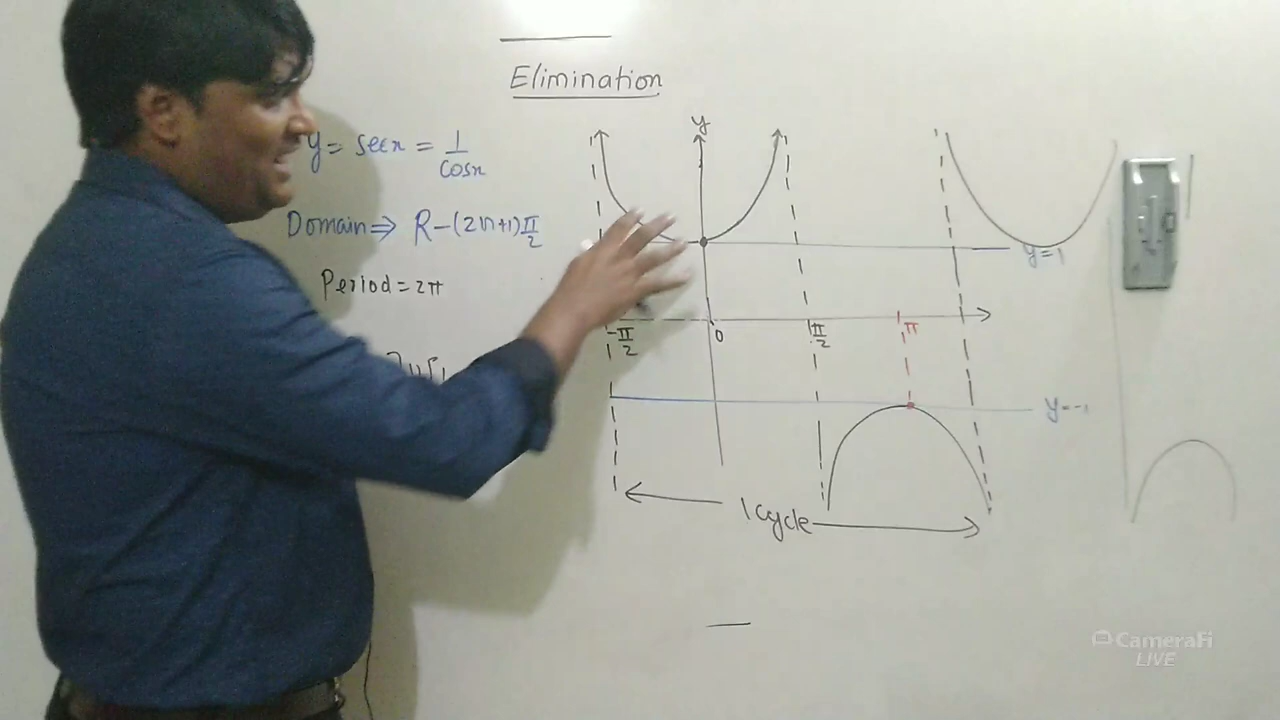 Elimination
y = secx = 1/cosx
Domain ⇒ R-(2n+1)π/2
Period = 2π
y
y=1
-π/2
0
π/2
π
y=-1
1 cycle
CameraFi
LIVE